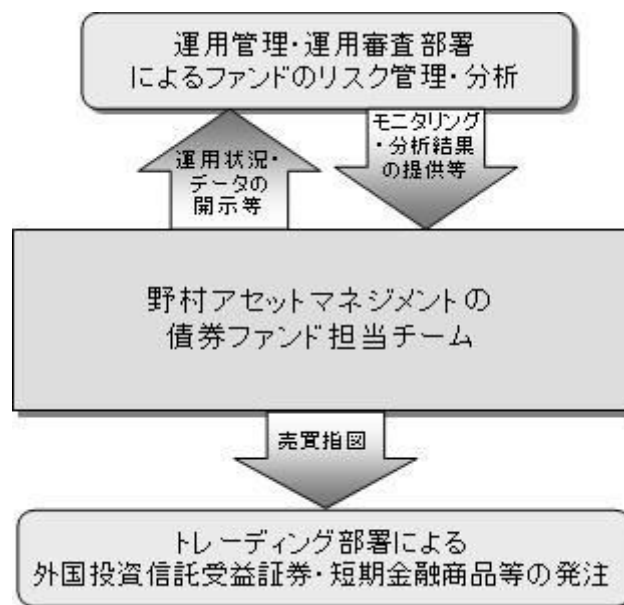 運用管理・運用審査部署
によるファンドのリスク管理・分析
運用状況・
データの
開示等
モニタリング
・分析結果
の提供等
野村アセットマネジメントの
債券ファンド担当チーム
売買指図
トレーディング部署による
外国投資信託受益証券・短期金融商品等の発注